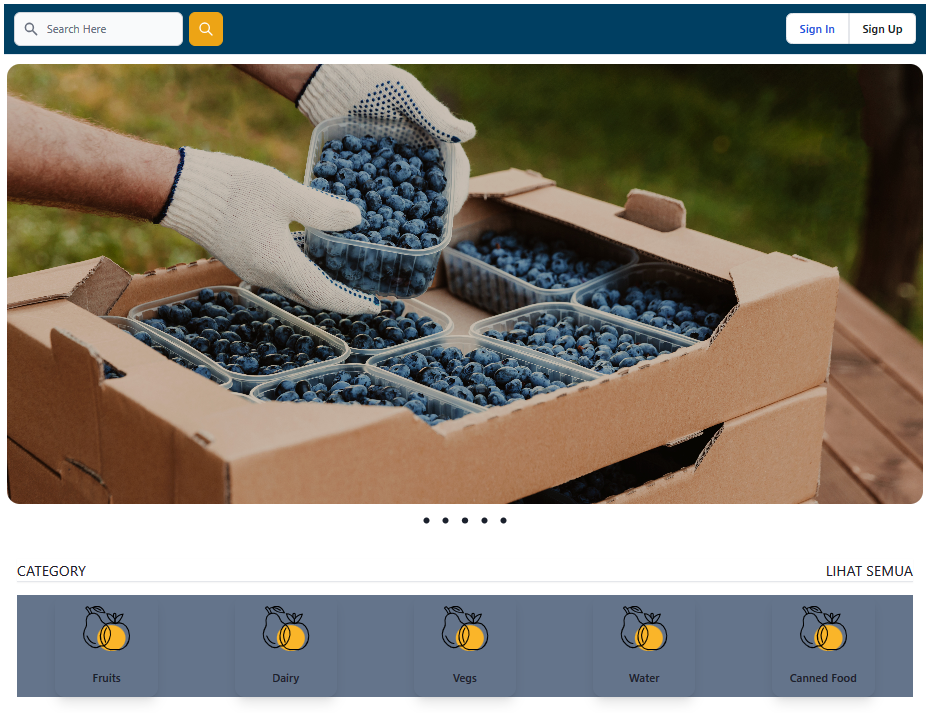 Search Here
Sign In
Sign Up
CATEGORY
LIHAT SEMUA
Fruits
Dairy
Vegs
Water
Canned Food